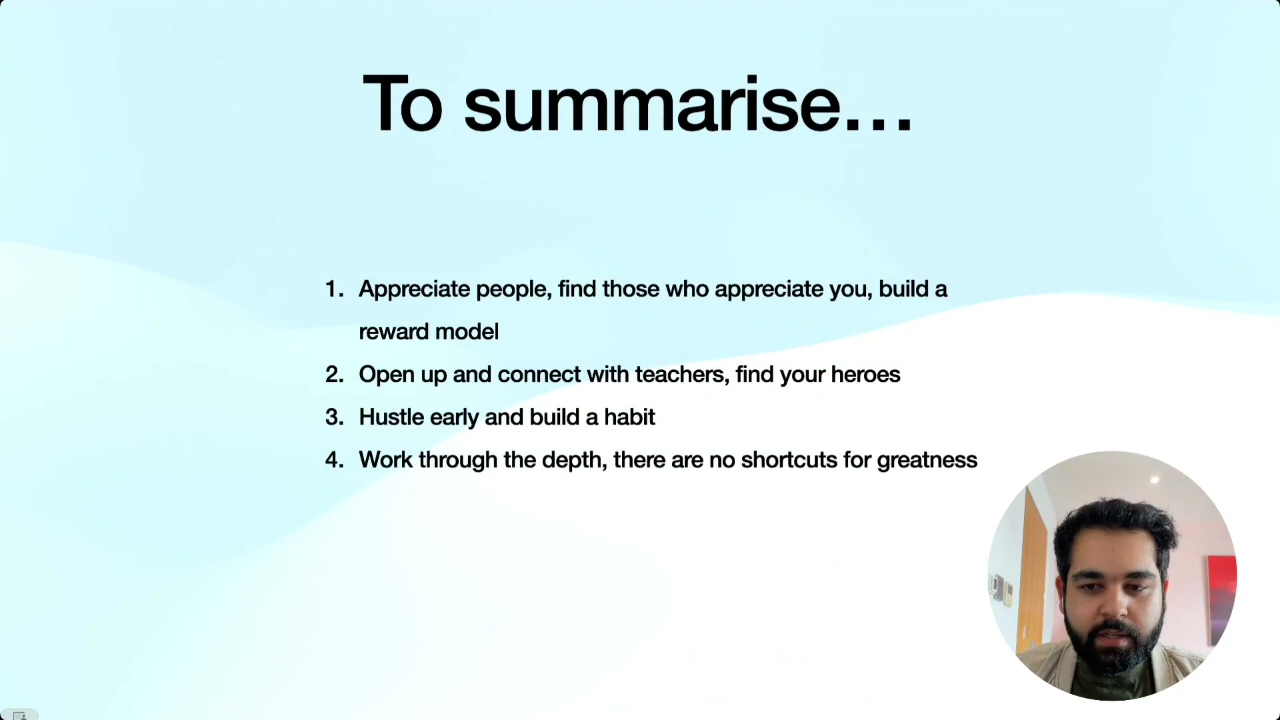 To summarise...
1. Appreciate people, find those who appreciate you, build a
reward model
2. Open up and connect with teachers, find your heroes
3. Hustle early and build a habit
4. Work through the depth, there are no shortcuts for greatness